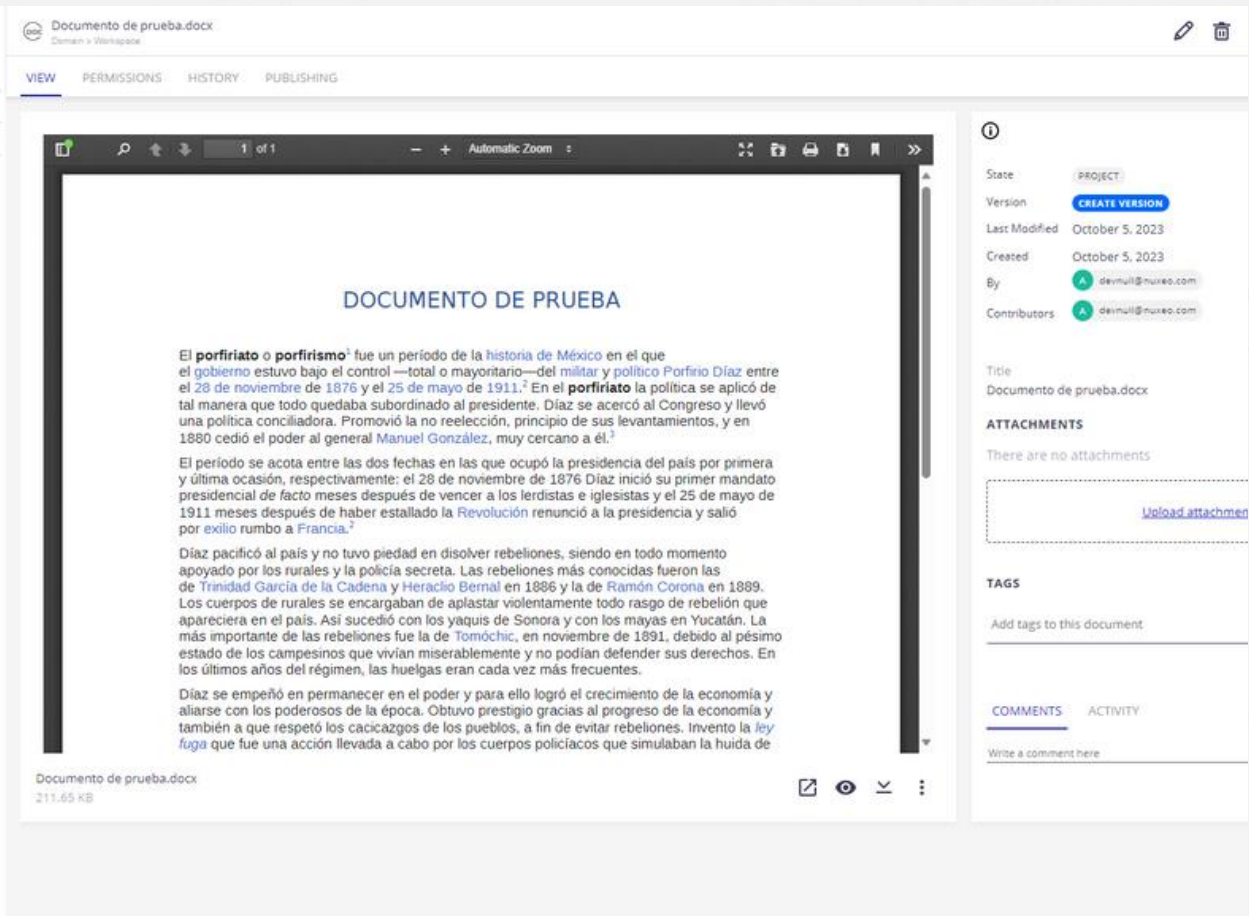 Documento de prueba.docx
Domain > Workspace
VIEW PERMISSIONS HISTORY PUBLISHING
1 of 1 Automatic Zoom
DOCUMENTO DE PRUEBA
El porfiriato o porfirismo1 fue un período de la historia de México en el que
el gobierno estuvo bajo el control —total o mayoritario—del militar y político Porfirio Díaz entre
el 28 de noviembre de 1876 y el 25 de mayo de 1911.2 En el porfiriato la política se aplicó de
tal manera que todo quedaba subordinado al presidente. Díaz se acercó al Congreso y llevó
una política conciliadora. Promovió la no reelección, principio de sus levantamientos, y en
1880 cedió el poder al general Manuel González, muy cercano a él.3
El período se acota entre las dos fechas en las que ocupó la presidencia del país por primera
y última ocasión, respectivamente: el 28 de noviembre de 1876 Díaz inició su primer mandato
presidencial de facto meses después de vencer a los lerdistas e iglesistas y el 25 de mayo de
1911 meses después de haber estallado la Revolución renunció a la presidencia y salió
por exilio rumbo a Francia.2
Díaz pacificó al país y no tuvo piedad en disolver rebeliones, siendo en todo momento
apoyado por los rurales y la policía secreta. Las rebeliones más conocidas fueron las
de Trinidad García de la Cadena y Heraclio Bernal en 1886 y la de Ramón Corona en 1889.
Los cuerpos de rurales se encargaban de aplastar violentamente todo rasgo de rebelión que
apareciera en el país. Así sucedió con los yaquis de Sonora y con los mayas en Yucatán. La
más importante de las rebeliones fue la de Tomóchic, en noviembre de 1891, debido al pésimo
estado de los campesinos que vivían miserablemente y no podían defender sus derechos. En
los últimos años del régimen, las huelgas eran cada vez más frecuentes.
Díaz se empeñó en permanecer en el poder y para ello logró el crecimiento de la economía y
aliarse con los poderosos de la época. Obtuvo prestigio gracias al progreso de la economía y
también a que respetó los cacicazgos de los pueblos, a fin de evitar rebeliones. Invento la ley
fuga que fue una acción llevada a cabo por los cuerpos policíacos que simulaban la huida de
Documento de prueba.docx
211.65 KB
State PROJECT
Version CREATE VERSION
Last Modified October 5, 2023
Created October 5, 2023
By A devnull@nuxeo.com
Contributors A devnull@nuxeo.com
Title
Documento de prueba.docx
ATTACHMENTS
There are no attachments
Upload attachmen
TAGS
Add tags to this document
COMMENTS ACTIVITY
Write a comment here